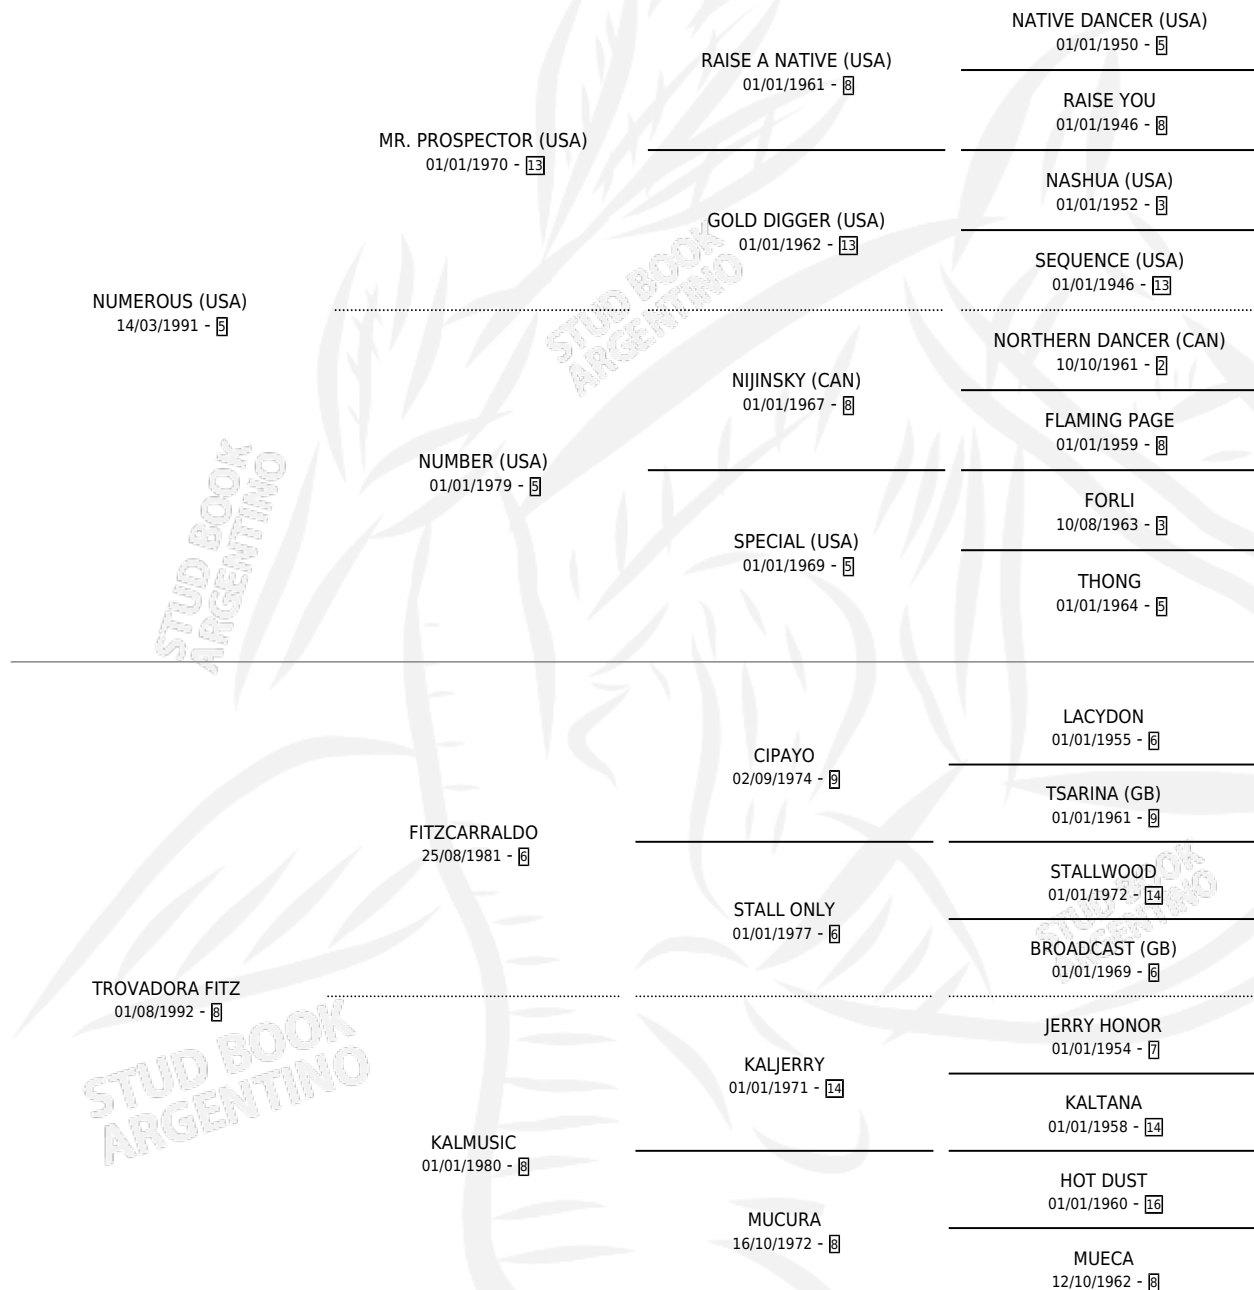 NATIVE DANCER (USA)
01/01/1950 - 5
RAISE A NATIVE (USA)
01/01/1961 - 8
RAISE YOU
01/01/1946 - 8
MR. PROSPECTOR (USA)
01/01/1970 - 13
NASHUA (USA)
01/01/1952 - 3
GOLD DIGGER (USA)
01/01/1962 - 13
SEQUENCE (USA)
01/01/1946 - 13
NUMEROUS (USA)
14/03/1991 - 5
STUD BOOK
ARGENTINO
NORTHERN DANCER (CAN)
10/10/1961 - 2
NIJINSKY (CAN)
01/01/1967 - 8
FLAMING PAGE
01/01/1959 - 8
NUMBER (USA)
01/01/1979 - 5
FORLI
10/08/1963 - 3
SPECIAL (USA)
01/01/1969 - 5
THONG
01/01/1964 - 5
STUD BOOK
ARGENTINO
LACYDON
01/01/1955 - 6
CIPAYO
02/09/1974 - 9
TSARINA (GB)
01/01/1961 - 9
FITZCARRALDO
25/08/1981 - 6
STALLWOOD
01/01/1972 - 14
STALL ONLY
01/01/1977 - 6
BROADCAST (GB)
01/01/1969 - 6
STUD BOOK
ARGENTINO
TROVADORA FITZ
01/08/1992 - 8
JERRY HONOR
01/01/1954 - 7
STUD BOOK
ARGENTINO
KALJERRY
01/01/1971 - 14
KALTANA
01/01/1958 - 14
KALMUSIC
01/01/1980 - 8
HOT DUST
01/01/1960 - 16
MUCURA
16/10/1972 - 8
MUECA
12/10/1962 - 8